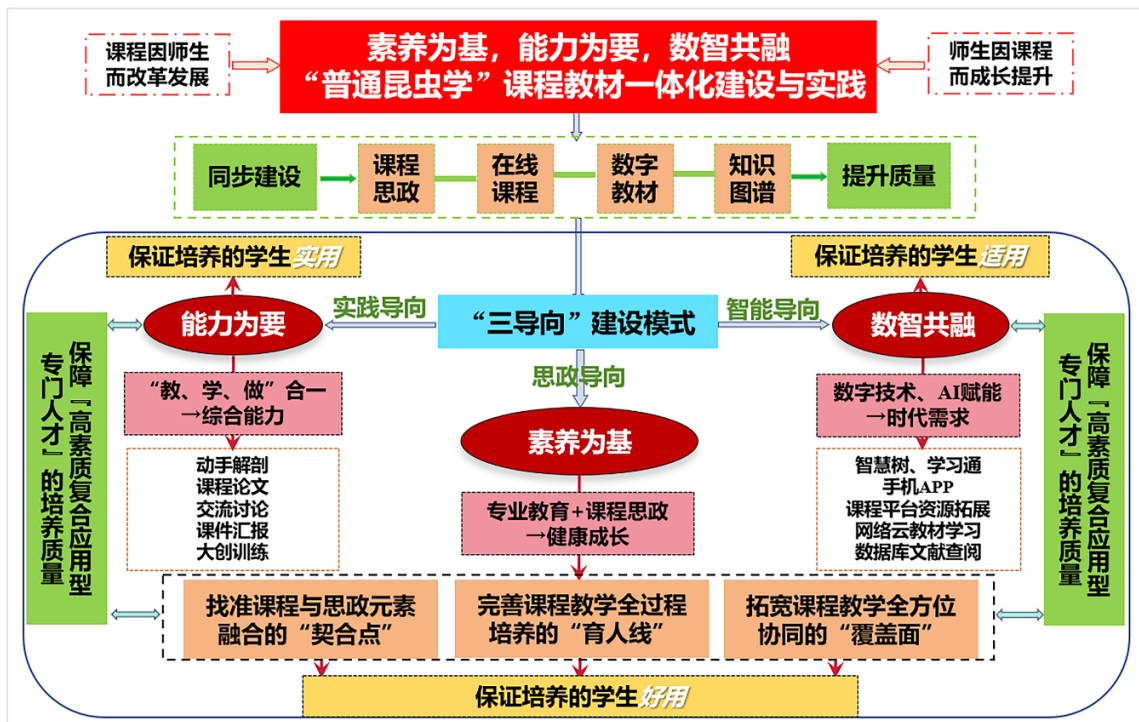 课程因师生
而改革发展
素养为基，能力为要，数智共融
“普通昆虫学”课程教材一体化建设与实践
师生因课程
而成长提升
同步建设
课程
思政
在线
课程
数字
教材
知识
图谱
提升质量
保证培养的学生实用
保证培养的学生适用
能力为要
实践导向
“三导向”建设模式
智能导向
数智共融
保障『高素质复合应用型
专门人才』的培养质量
“教、学、做”合一
→综合能力
动手解剖
课程论文
交流讨论
课件汇报
大创训练
思政导向
素养为基
专业教育+课程思政
→健康成长
数字技术、AI赋能
→时代需求
智慧树、学习通
手机APP
课程平台资源拓展
网络云教材学习
数据库文献查阅
保障『高素质复合应用型
专门人才』的培养质量
找准课程与思政元素
融合的“契合点”
完善课程教学全过程
培养的“育人线”
拓宽课程教学全方位
协同的“覆盖面”
保证培养的学生好用